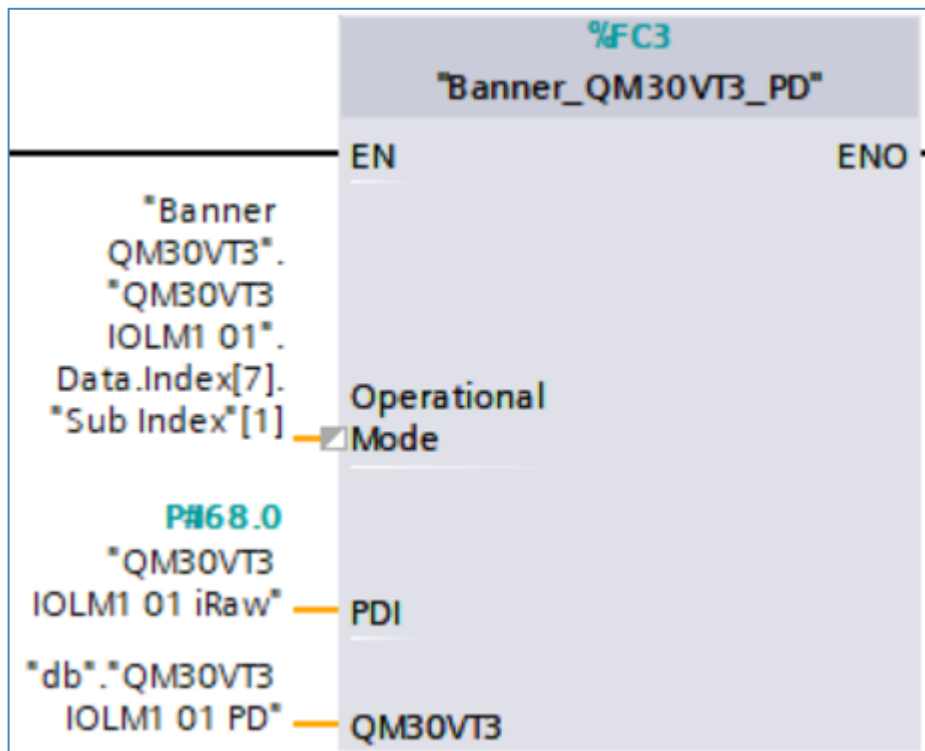 %FC3
"Banner_QM30VT3_PD"
EN
ENO
"Banner
QM30VT3".
"QM30VT3
IOLM1 01".
Data.Index[7].
"Sub Index"[1]
Operational
Mode
P#I68.0
"QM30VT3
IOLM1 01 iRaw"
PDI
"db"."QM30VT3
IOLM1 01 PD"
QM30VT3